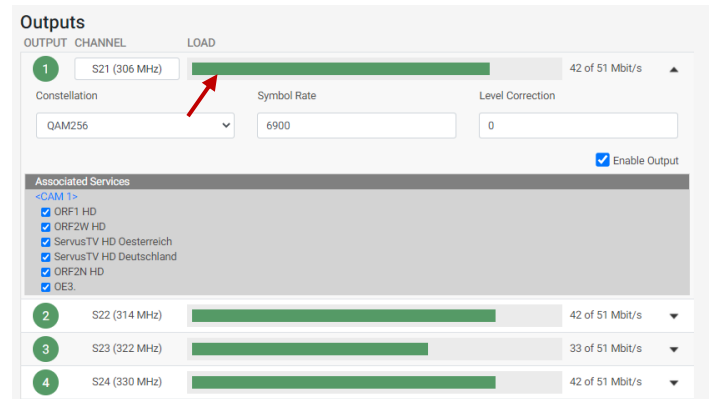 Outputs
OUTPUT CHANNEL LOAD
1 S21 (306 MHz) 42 of 51 Mbit/s
Constellation Symbol Rate Level Correction
QAM256 6900 0
Enable Output
Associated Services
<CAM 1>
ORF1 HD
ORF2W HD
ServusTV HD Oesterreich
ServusTV HD Deutschland
ORF2N HD
OE3.
2 S22 (314 MHz) 42 of 51 Mbit/s
3 S23 (322 MHz) 33 of 51 Mbit/s
4 S24 (330 MHz) 42 of 51 Mbit/s